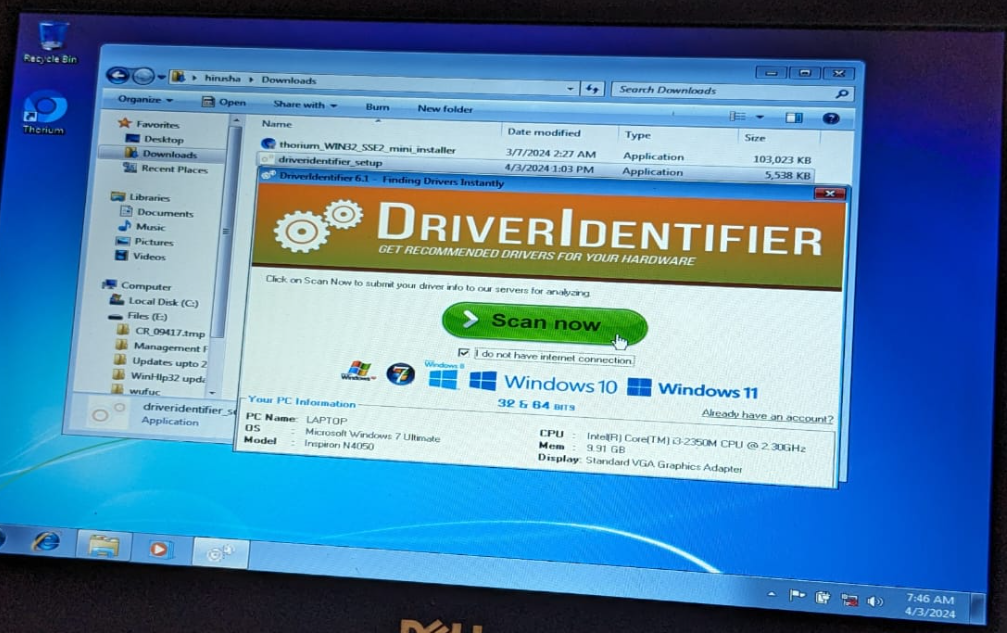 Recycle Bin
Thorium
hirusha
Downloads
Search Downloads
Organize
Open
Share with
Burn
New folder
Name
Date modified
Type
Size
Favorites
Desktop
Downloads
Recent Places
thorium_WIN32_SSE2_mini_installer
3/7/2024 2:27 AM
Application
103,023 KB
driveridentifier_setup
4/3/2024 1:03 PM
Application
5,538 KB
Libraries
Documents
Music
Pictures
Videos
Computer
Local Disk (C:)
Files (E:)
CR_09417.tmp
Management F
Updates upto 2
WinHlp32 upda
wufuc
driveridentifier_se
Application
DriverIdentifier 6.1 - Finding Drivers Instantly
DRIVERIDENTIFIER
GET RECOMMENDED DRIVERS FOR YOUR HARDWARE
Click on Scan Now to submit your driver info to our servers for analyzing.
Scan now
I do not have internet connection.
Windows XP
7
Windows 8
Windows 10
Windows 11
32 & 64 BITS
Already have an account?
Your PC Information
PC Name: LAPTOP
OS : Microsoft Windows 7 Ultimate
Model : Inspiron N4050
CPU : Intel(R) Core(TM) i3-2350M CPU @ 2.30GHz
Mem : 9.91 GB
Display: Standard VGA Graphics Adapter
7:46 AM
4/3/2024
DELL